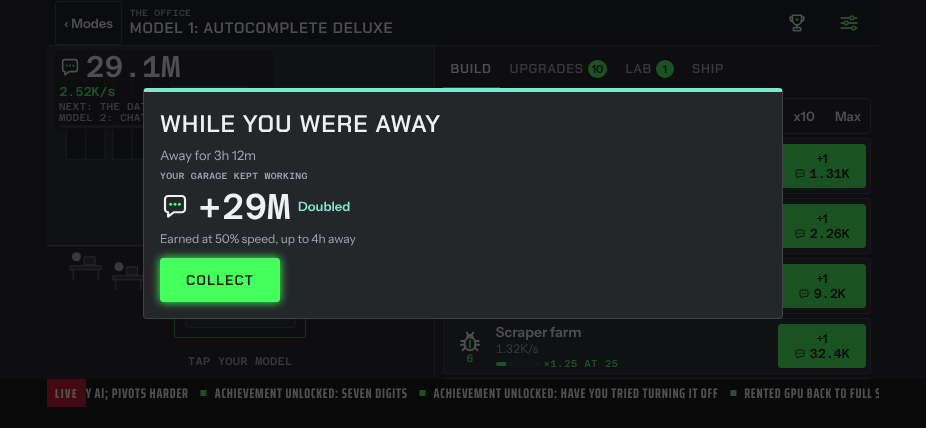 ‹ Modes
THE OFFICE
MODEL 1: AUTOCOMPLETE DELUXE
29.1M
2.52K/s
NEXT: THE DAT
MODEL 2: CHAT
BUILD
UPGRADES 10
LAB 1
SHIP
x10
Max
WHILE YOU WERE AWAY
Away for 3h 12m
YOUR GARAGE KEPT WORKING
+29M Doubled
Earned at 50% speed, up to 4h away
COLLECT
+1
1.31K
+1
2.26K
+1
9.2K
Scraper farm
1.32K/s
6
×1.25 AT 25
+1
32.4K
TAP YOUR MODEL
LIVE
Y AI; PIVOTS HARDER
ACHIEVEMENT UNLOCKED: SEVEN DIGITS
ACHIEVEMENT UNLOCKED: HAVE YOU TRIED TURNING IT OFF
RENTED GPU BACK TO FULL S